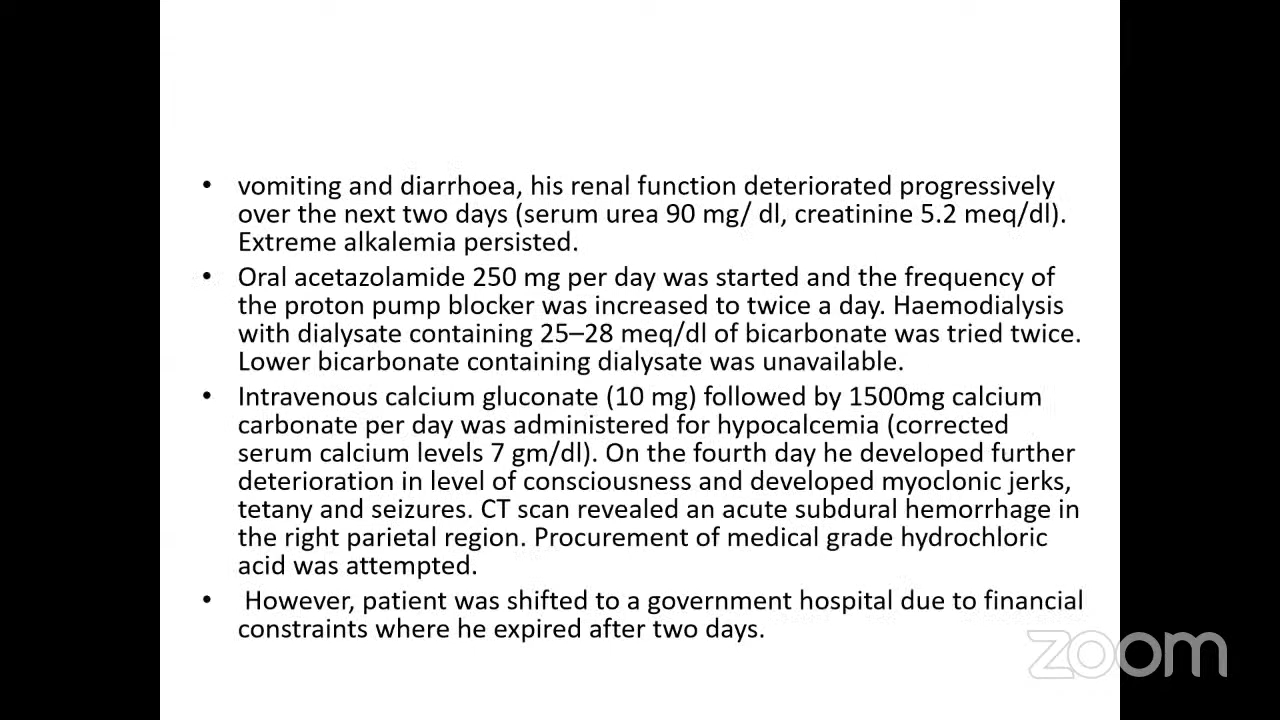 • vomiting and diarrhoea, his renal function deteriorated progressively
over the next two days (serum urea 90 mg/ dl, creatinine 5.2 meq/dl).
Extreme alkalemia persisted.
• Oral acetazolamide 250 mg per day was started and the frequency of
the proton pump blocker was increased to twice a day. Haemodialysis
with dialysate containing 25–28 meq/dl of bicarbonate was tried twice.
Lower bicarbonate containing dialysate was unavailable.
• Intravenous calcium gluconate (10 mg) followed by 1500mg calcium
carbonate per day was administered for hypocalcemia (corrected
serum calcium levels 7 gm/dl). On the fourth day he developed further
deterioration in level of consciousness and developed myoclonic jerks,
tetany and seizures. CT scan revealed an acute subdural hemorrhage in
the right parietal region. Procurement of medical grade hydrochloric
acid was attempted.
• However, patient was shifted to a government hospital due to financial
constraints where he expired after two days.
zoom